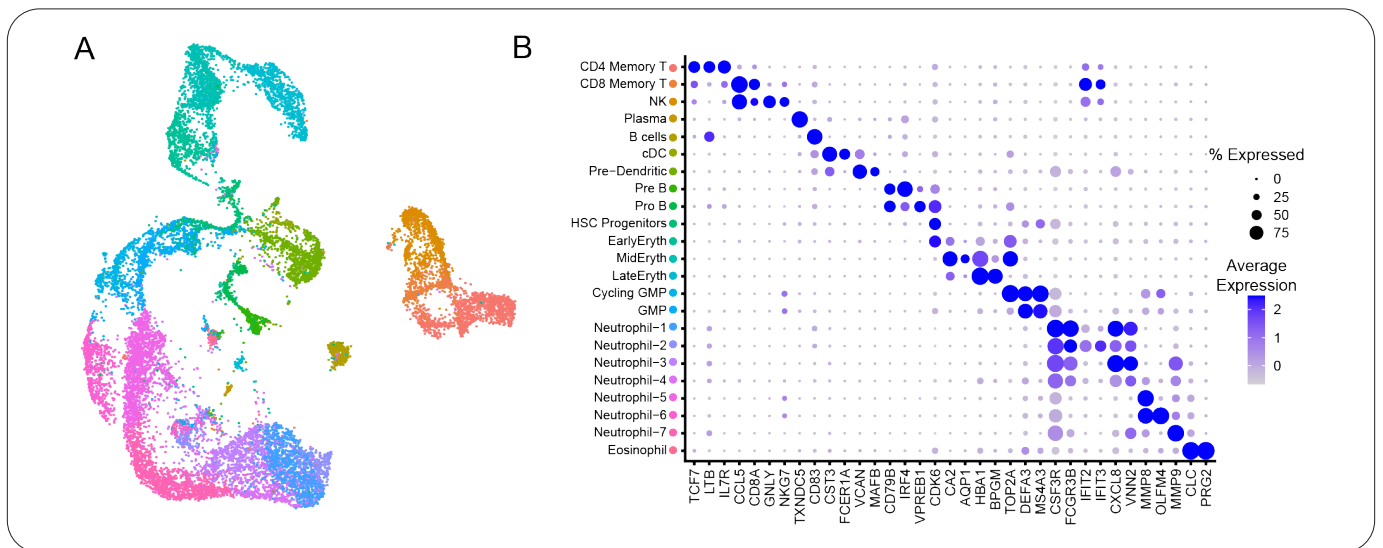 A
B
CD4 Memory T
CD8 Memory T
NK
Plasma
B cells
cDC
Pre−Dendritic
Pre B
Pro B
HSC Progenitors
EarlyEryth
MidEryth
LateEryth
Cycling GMP
GMP
Neutrophil−1
Neutrophil−2
Neutrophil−3
Neutrophil−4
Neutrophil−5
Neutrophil−6
Neutrophil−7
Eosinophil
TCF7
LTB
IL7R
CCL5
CD8A
GNLY
NKG7
TXNDC5
CD83
CST3
FCER1A
VCAN
MAFB
CD79B
IRF4
VPREB1
CDK6
CA2
AQP1
HBA1
BPGM
TOP2A
DEFA3
MS4A3
CSF3R
FCGR3B
IFIT2
IFIT3
CXCL8
VNN2
MMP8
OLFM4
MMP9
CLC
PRG2
% Expressed
0
25
50
75
Average
Expression
2
1
0